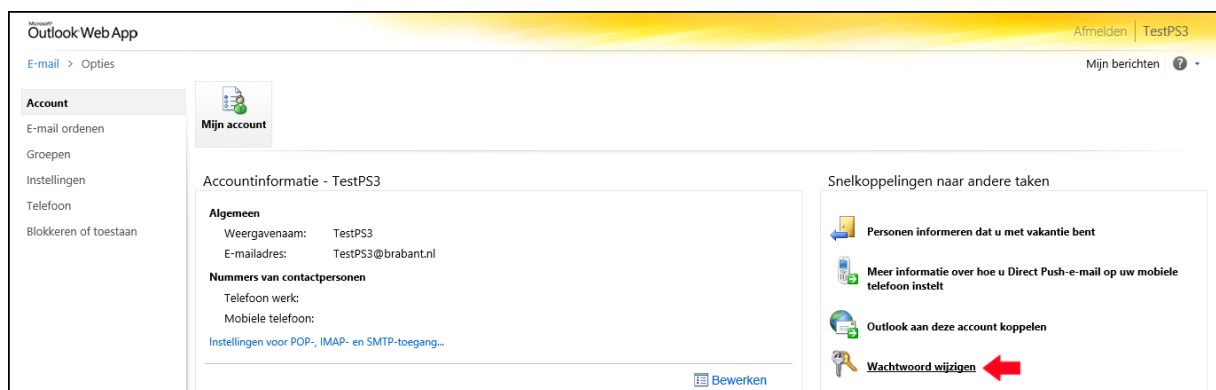 Microsoft®
Outlook Web App
Afmelden | TestPS3
E-mail > Opties
Mijn berichten ?
Account
E-mail ordenen
Groepen
Instellingen
Telefoon
Blokkeren of toestaan
Mijn account
Accountinformatie - TestPS3
Algemeen
Weergavenaam: TestPS3
E-mailadres: TestPS3@brabant.nl
Nummers van contactpersonen
Telefoon werk:
Mobiele telefoon:
Instellingen voor POP-, IMAP- en SMTP-toegang...
Bewerken
Snelkoppelingen naar andere taken
Personen informeren dat u met vakantie bent
Meer informatie over hoe u Direct Push-e-mail op uw mobiele
telefoon instelt
Outlook aan deze account koppelen
Wachtwoord wijzigen